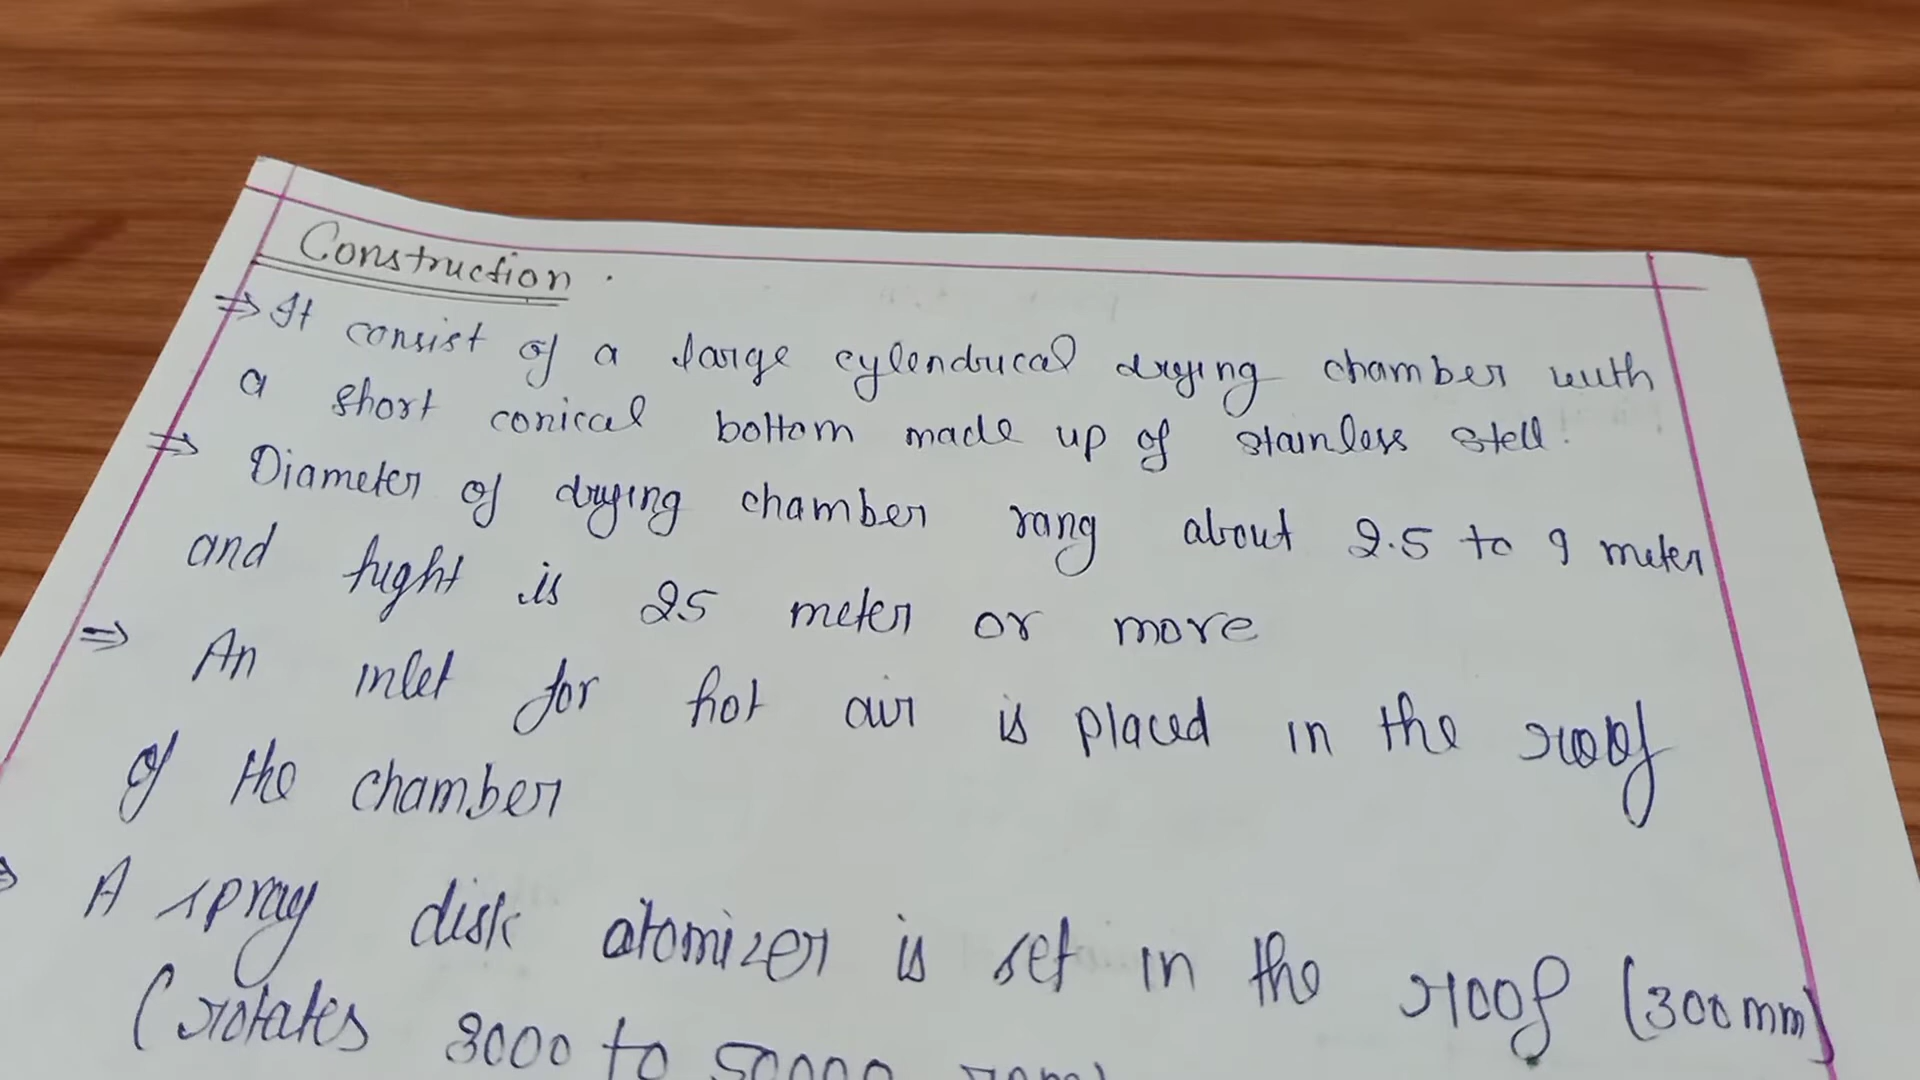 Construction.
⇒ It consist of a large cylendrical drying chamber with
a short conical bottom made up of stainless stell.
⇒ Diameter of drying chamber rang about 2.5 to 9 meter
and hight is 25 meter or more
⇒ An inlet for hot air is placed in the roof
of the chamber
⇒ A spray disk atomizer is set in the roof (300mm)
(rotates 3000 to 50000 rpm)